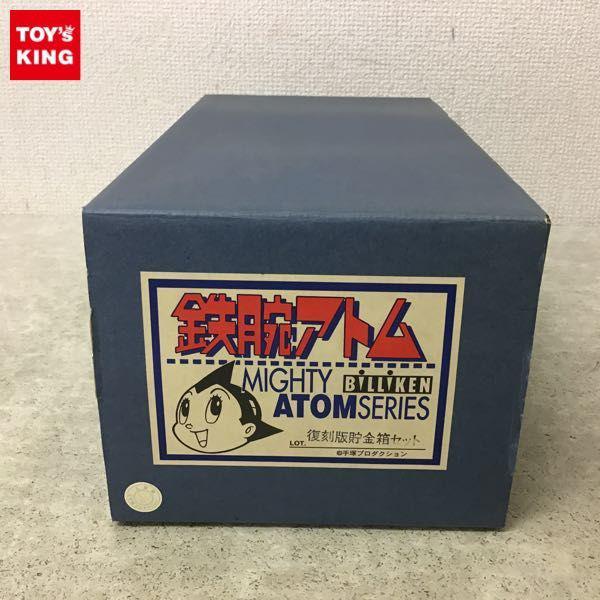 TOY's
KING
鉄腕アトム
MIGHTY BiLLiKEN
ATOM SERIES
LOT. 復刻版貯金箱セット
©手塚プロダクション